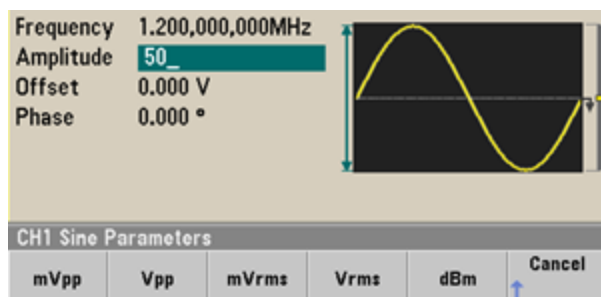 Frequency 1.200,000,000MHz
Amplitude 50_
Offset 0.000 V
Phase 0.000 °
CH1 Sine Parameters
mVpp Vpp mVrms Vrms dBm Cancel